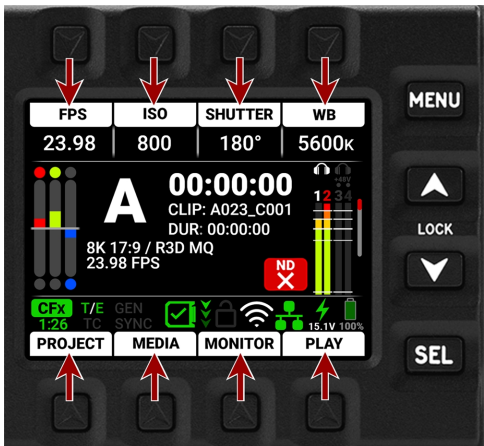 FPS ISO SHUTTER WB
23.98 800 180° 5600K
MENU
+48V
1 2 3 4
A 00:00:00
CLIP: A023_C001
DUR: 00:00:00
8K 17:9 / R3D MQ
23.98 FPS
ND
LOCK
CFx T/E GEN
1:26 TC SYNC 15.1V 100%
PROJECT MEDIA MONITOR PLAY
SEL